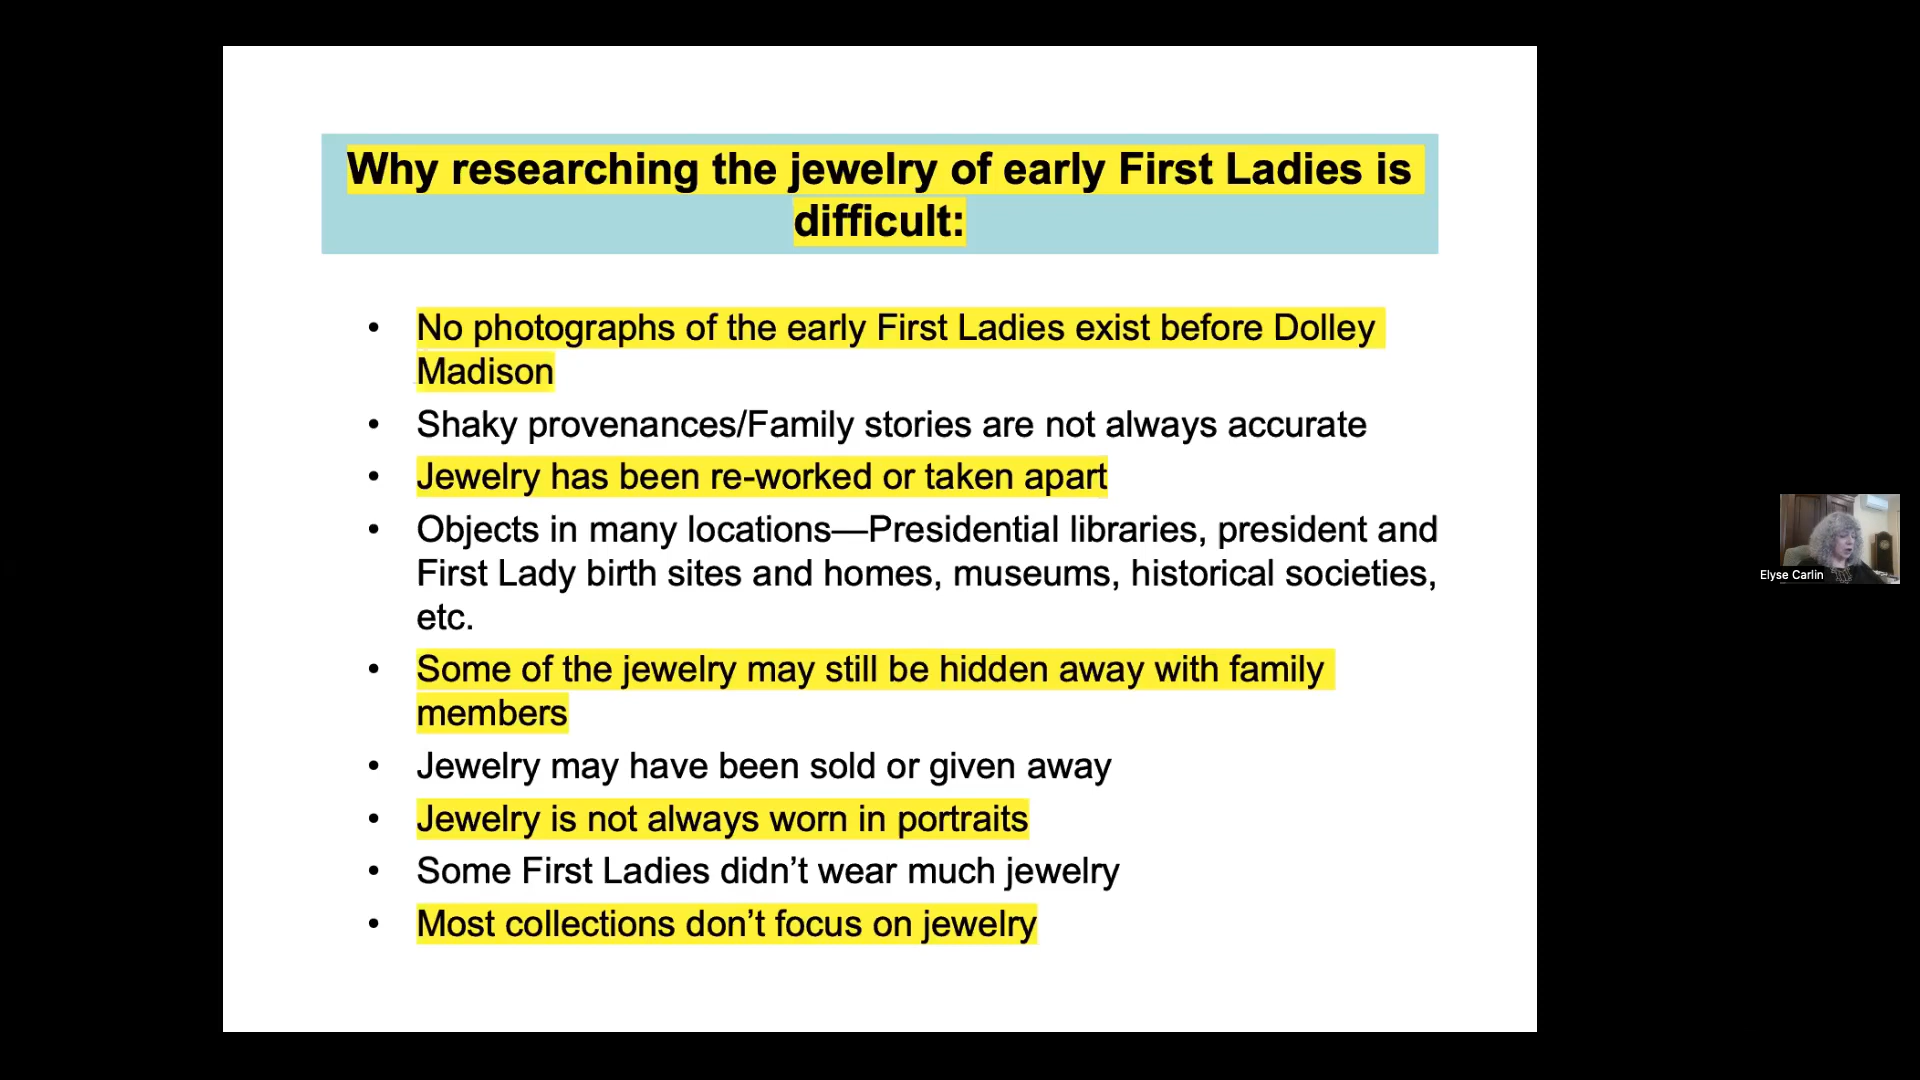 Why researching the jewelry of early First Ladies is
difficult:
• No photographs of the early First Ladies exist before Dolley
Madison
• Shaky provenances/Family stories are not always accurate
• Jewelry has been re-worked or taken apart
• Objects in many locations—Presidential libraries, president and
First Lady birth sites and homes, museums, historical societies,
etc.
• Some of the jewelry may still be hidden away with family
members
• Jewelry may have been sold or given away
• Jewelry is not always worn in portraits
• Some First Ladies didn’t wear much jewelry
• Most collections don’t focus on jewelry
Elyse Carlin